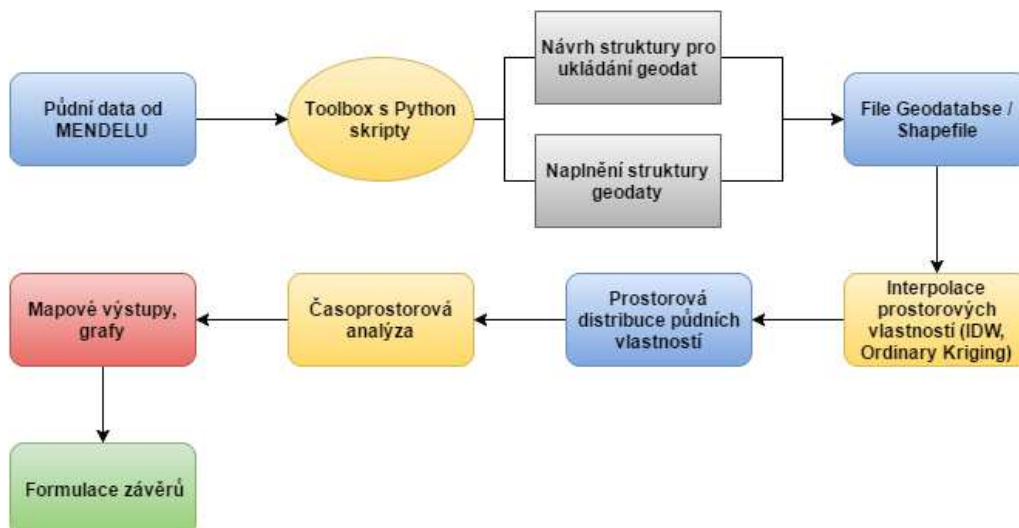 Půdní data od
MENDELU
Toolbox s Python
skripty
Návrh struktury pro
ukládání geodat
Naplnění struktury
geodaty
File Geodatabse /
Shapefile
Mapové výstupy,
grafy
Časoprostorová
analýza
Prostorová
distribuce půdních
vlastností
Interpolace
prostorových
vlastností (IDW,
Ordinary Kriging)
Formulace závěrů